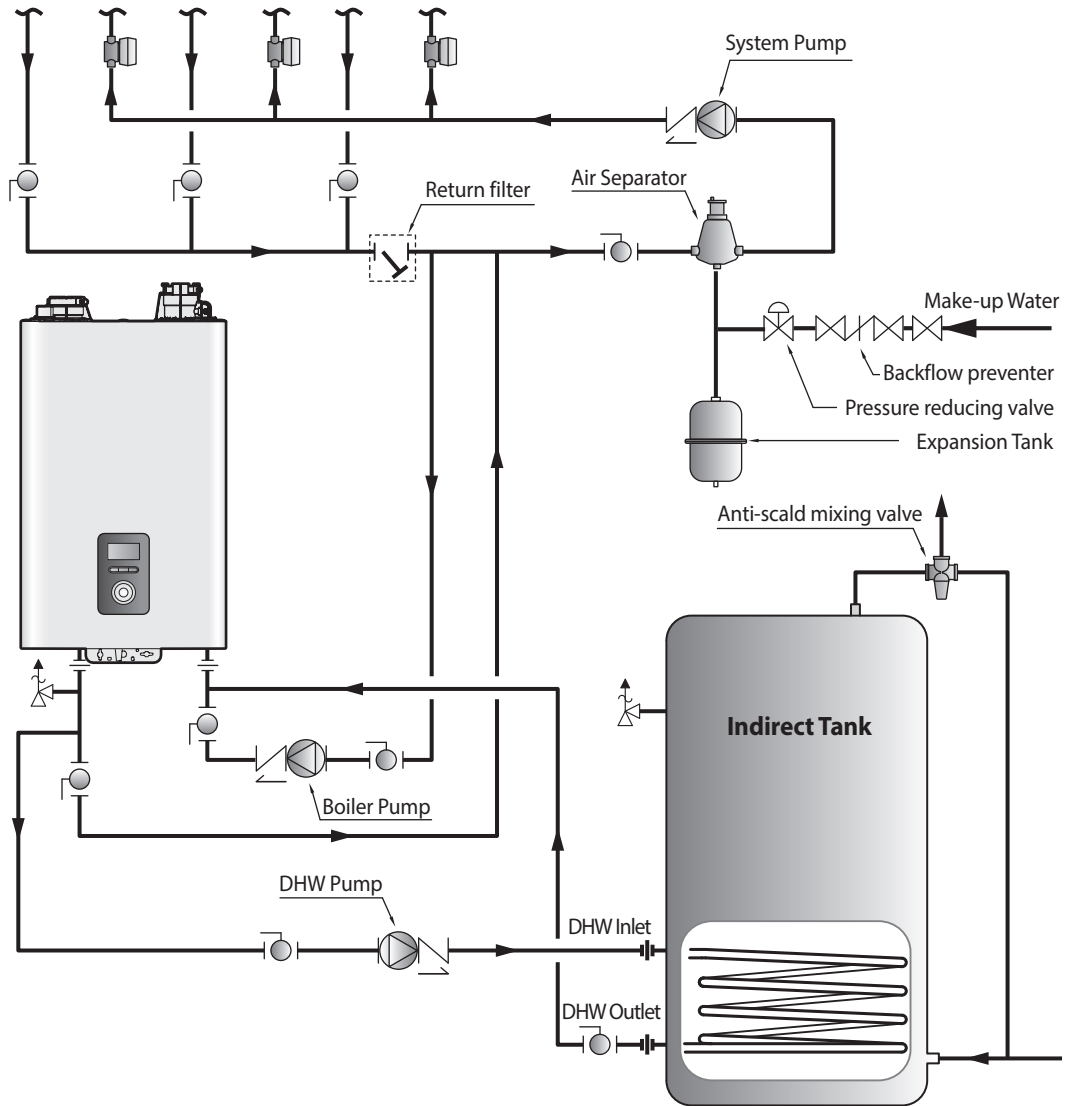 System Pump
Air Separator
Return filter
Make-up Water
Backflow preventer
Pressure reducing valve
Expansion Tank
Anti-scald mixing valve
Indirect Tank
Boiler Pump
DHW Pump
DHW Inlet
DHW Outlet